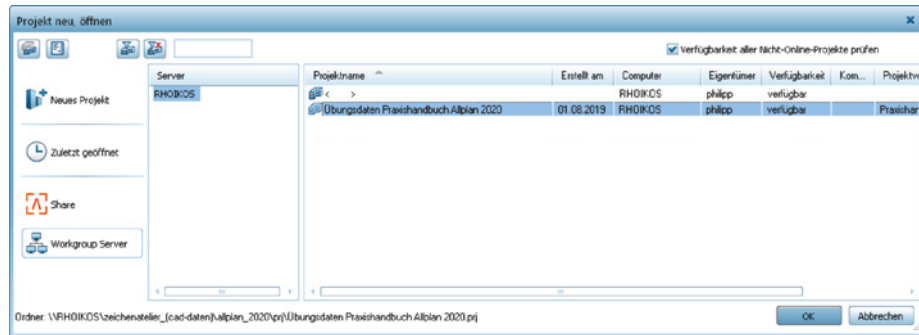 Projekt neu, öffnen
Verfügbarkeit aller Nicht-Online-Projekte prüfen
Neues Projekt
Zuletzt geöffnet
Share
Workgroup Server
Server
RHOIKOS
Projektname Erstellt am Computer Eigentümer Verfügbarkeit Kom... Projektve
< > RHOIKOS philipp verfügbar
Übungsdaten Praxishandbuch Allplan 2020 01.08.2019 RHOIKOS philipp verfügbar Praxishar
Ordner: \\RHOIKOS\zeichenatelier_(cad-daten)\allplan_2020\prj\Übungsdaten Praxishandbuch Allplan 2020.prj
OK Abbrechen